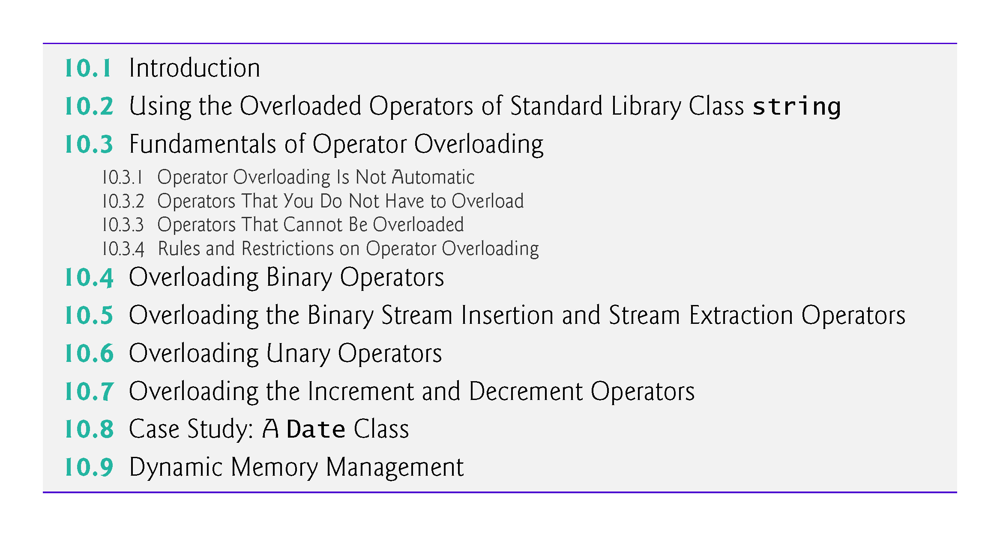 10.1 Introduction
10.2 Using the Overloaded Operators of Standard Library Class string
10.3 Fundamentals of Operator Overloading
10.3.1 Operator Overloading Is Not Automatic
10.3.2 Operators That You Do Not Have to Overload
10.3.3 Operators That Cannot Be Overloaded
10.3.4 Rules and Restrictions on Operator Overloading
10.4 Overloading Binary Operators
10.5 Overloading the Binary Stream Insertion and Stream Extraction Operators
10.6 Overloading Unary Operators
10.7 Overloading the Increment and Decrement Operators
10.8 Case Study: A Date Class
10.9 Dynamic Memory Management